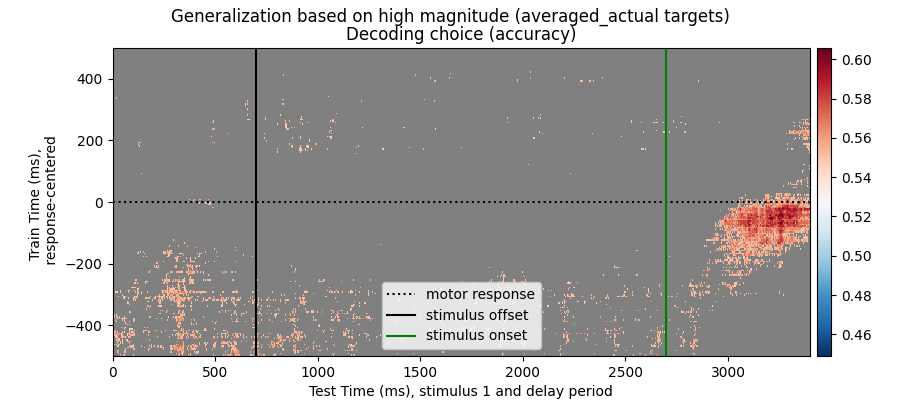 Generalization based on high magnitude (averaged_actual targets)
Decoding choice (accuracy)
Train Time (ms),
response-centered
400
200
0
−200
−400
motor response
stimulus offset
stimulus onset
0 500 1000 1500 2000 2500 3000
Test Time (ms), stimulus 1 and delay period
0.60
0.58
0.56
0.54
0.52
0.50
0.48
0.46